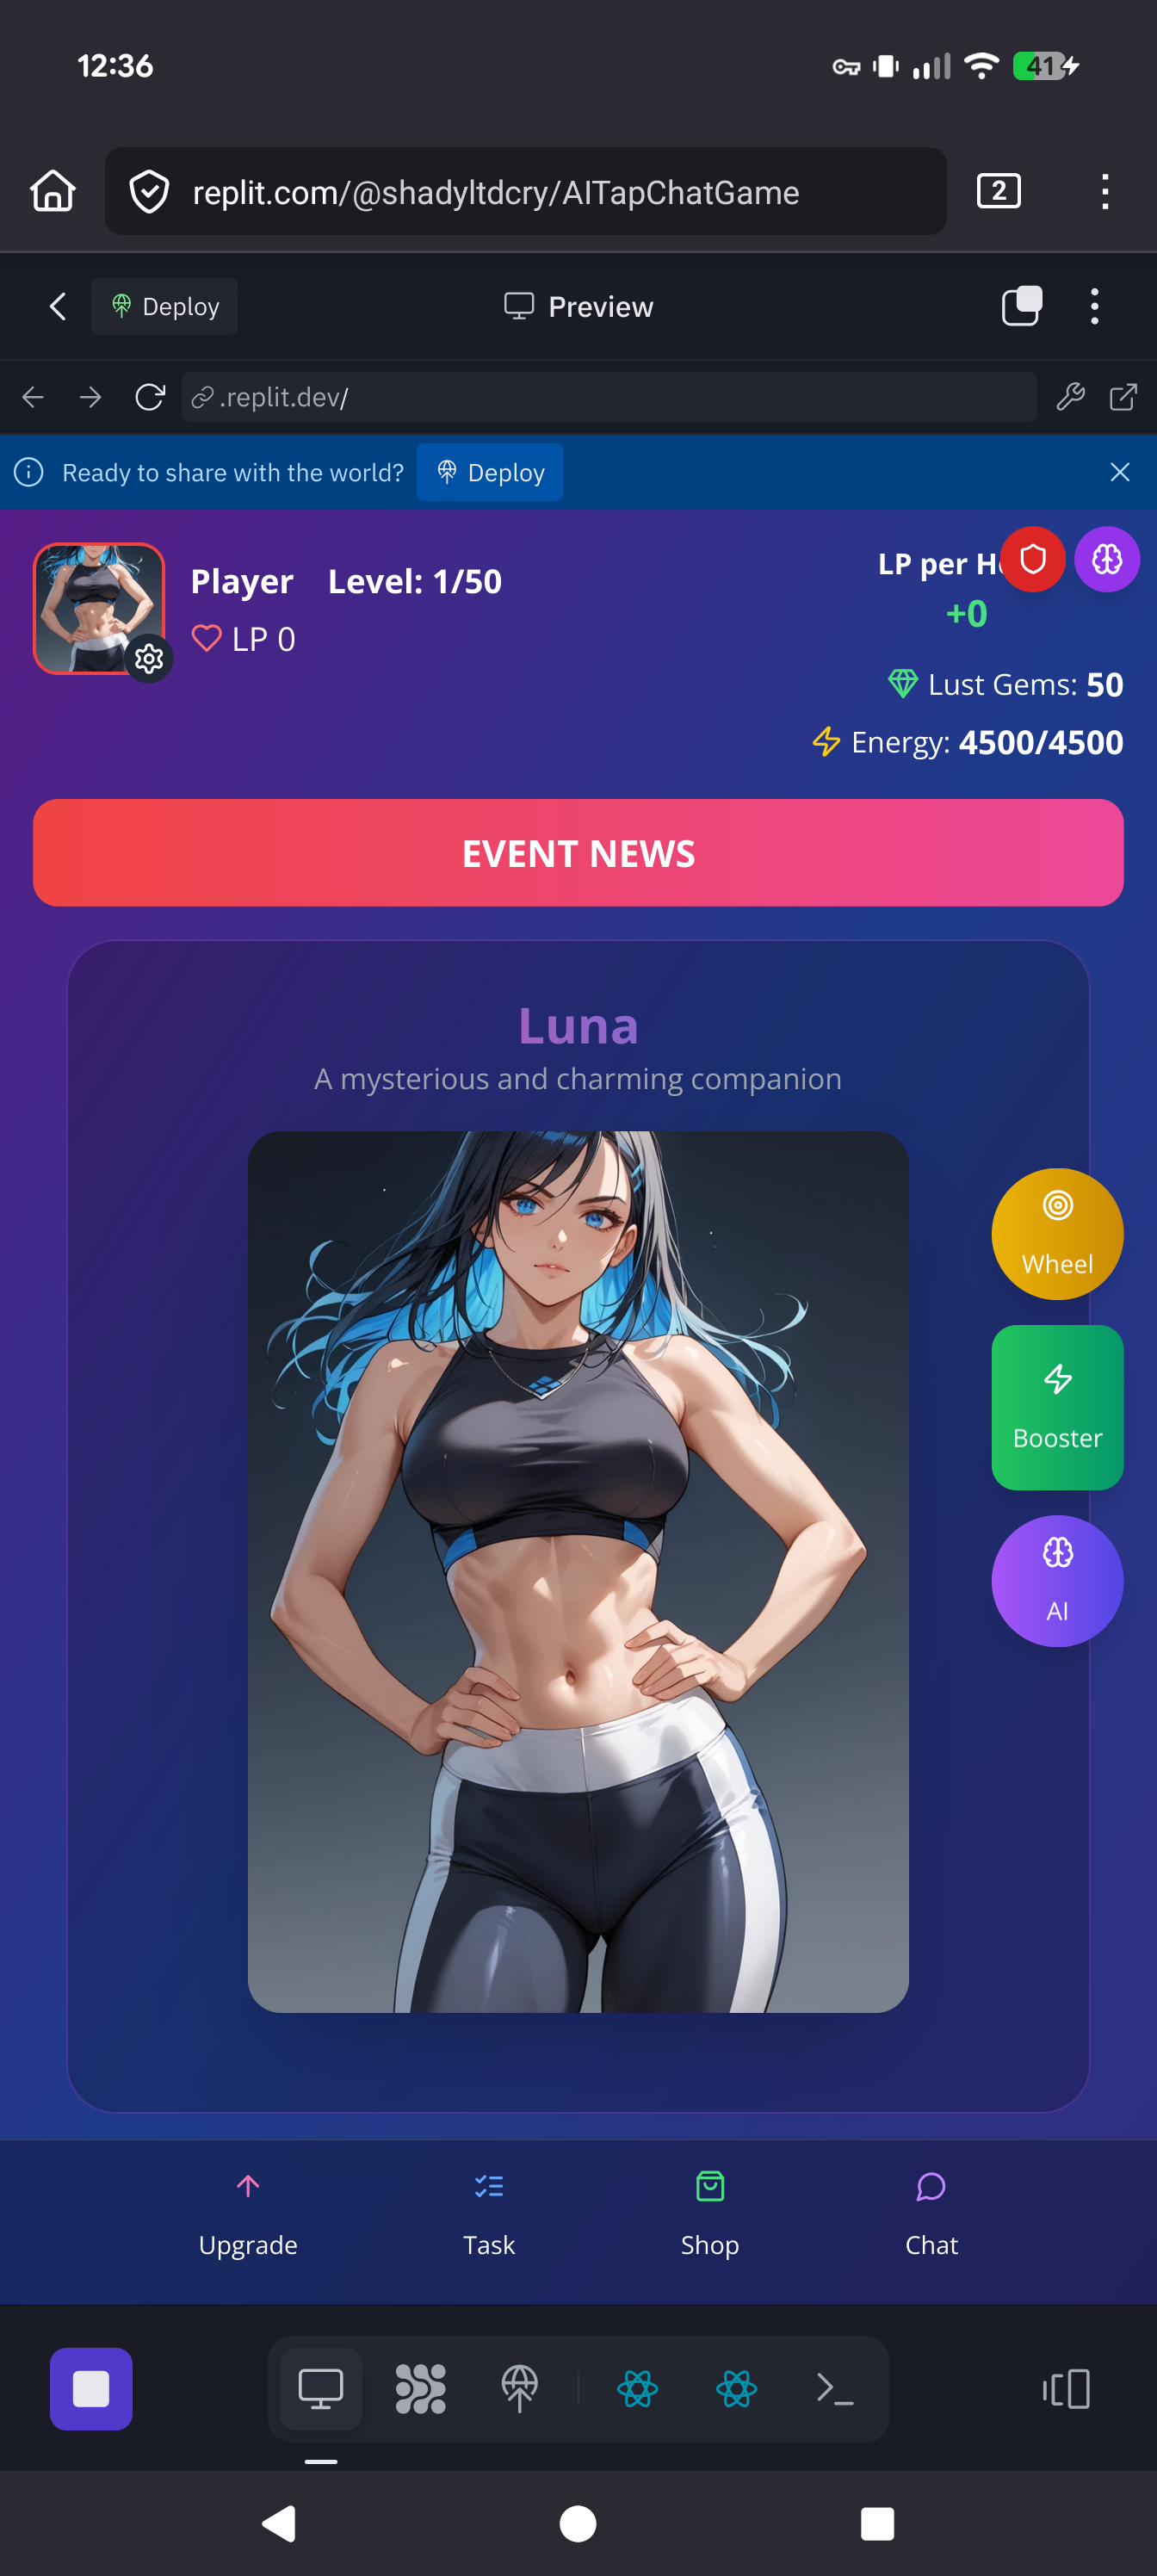 12:36
41
replit.com/@shadyltdcry/AITapChatGame
2
Deploy
Preview
.replit.dev/
Ready to share with the world?
Deploy
Player Level: 1/50
LP 0
LP per H
+0
Lust Gems: 50
Energy: 4500/4500
EVENT NEWS
Luna
A mysterious and charming companion
Wheel
Booster
AI
Upgrade
Task
Shop
Chat